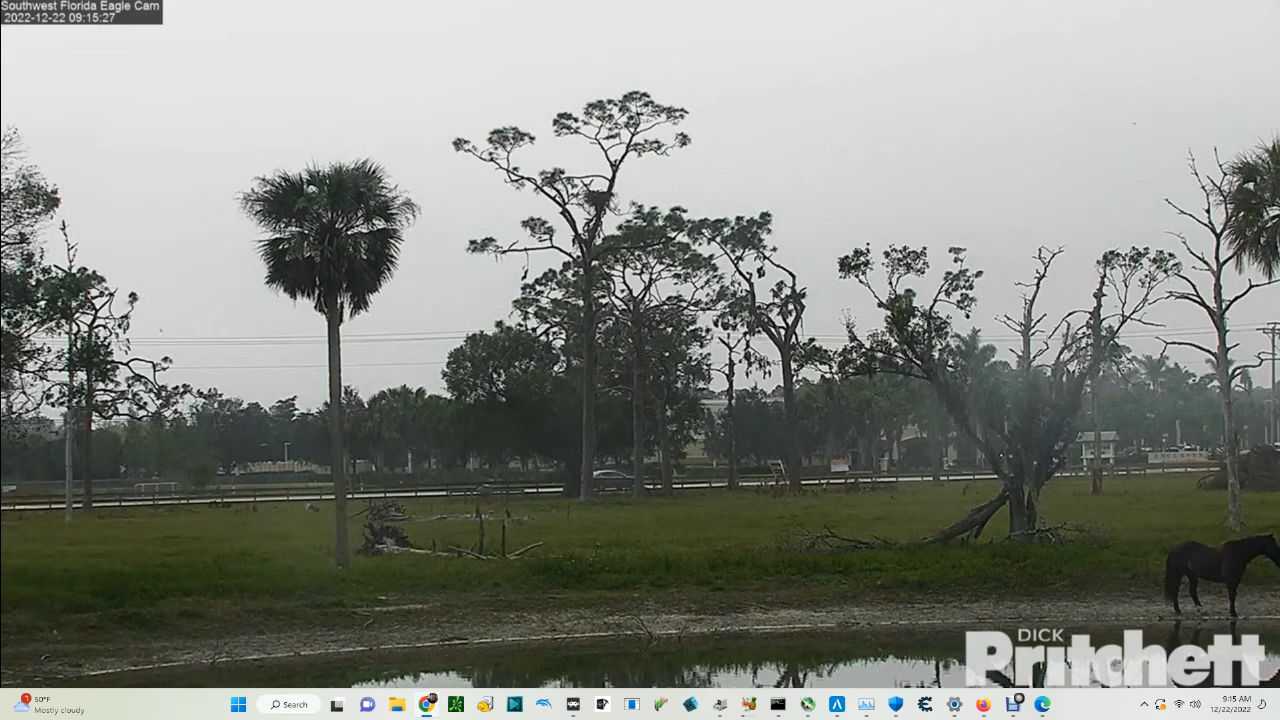 Southwest Florida Eagle Cam
2022-12-22 09:15:27
DICK
Pritchett
50°F
Mostly cloudy
Search
9:15 AM
12/22/2022